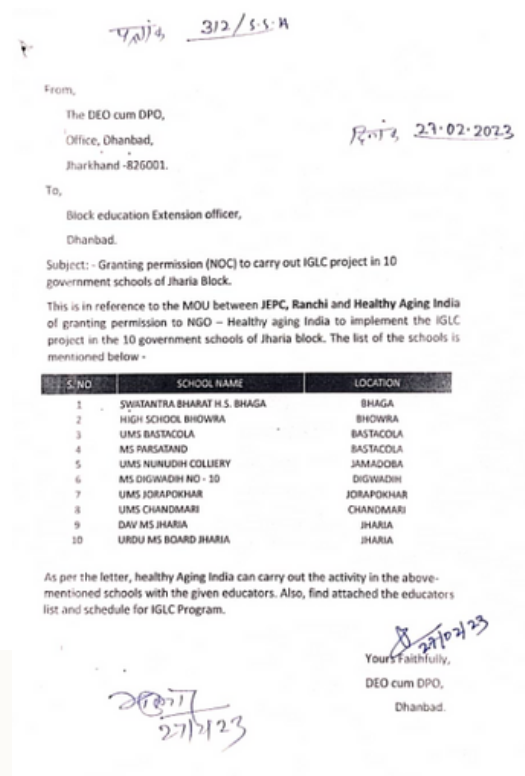 पत्रांक 312/S.S.A
From,
The DEO cum DPO,
Office, Dhanbad,
दिनांक 27.02.2023
Jharkhand -826001.
To,
Block education Extension officer,
Dhanbad.
Subject: - Granting permission (NOC) to carry out IGLC project in 10
government schools of Jharia Block.
This is in reference to the MOU between JEPC, Ranchi and Healthy Aging India
of granting permission to NGO – Healthy aging India to implement the IGLC
project in the 10 government schools of Jharia block. The list of the schools is
mentioned below -
S.NO SCHOOL NAME LOCATION
1 SWATANTRA BHARAT H.S. BHAGA BHAGA
2 HIGH SCHOOL BHOWRA BHOWRA
3 UMS BASTACOLA BASTACOLA
4 MS PARSATAND BASTACOLA
5 UMS NUNUDIH COLLIERY JAMADOBA
6 MS DIGWADIH NO - 10 DIGWADIH
7 UMS JORAPOKHAR JORAPOKHAR
8 UMS CHANDMARI CHANDMARI
9 DAV MS JHARIA JHARIA
10 URDU MS BOARD JHARIA JHARIA
As per the letter, healthy Aging India can carry out the activity in the above-
mentioned schools with the given educators. Also, find attached the educators
list and schedule for IGLC Program.
27/02/23
Yours Faithfully,
DEO cum DPO,
Dhanbad.
27/2/23